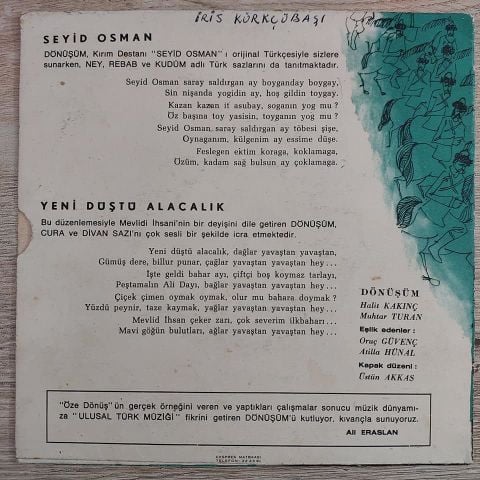 İRİS KÜRKÇÜBAŞI
SEYİD OSMAN
DÖNÜŞÜM, Kırım Destanı "SEYİD OSMAN" ı orijinal Türkçesiyle sizlere
sunarken, NEY, REBAB ve KUDÜM adlı Türk sazlarını da tanıtmaktadır.
Seyid Osman saray saldırgan ay boyganday boygay,
Sin nişanda yogidin ay, hoş gildin toygay.
Kazan kazen it asubay, soganın yog mu ?
Öz başına toy yasisin, toyganın yog mu ?
Seyid Osman saray saldırgan ay töbesi şişe,
Oynaganım, külgenim ay essime düşe.
Feslegen ektim koraga, koklamaga,
Özüm, kadam sağ bulsun ay çoklamaga.
YENİ DÜŞTÜ ALACALIK
Bu düzenlemesiyle Mevlidi İhsani'nin bir deyişini dile getiren DÖNÜŞÜM,
CURA ve DİVAN SAZI'nı çok sesli bir şekilde icra etmektedir.
Yeni düştü alacalık, dağlar yavaştan yavaştan,
Gümüş dere, billur punar, çağlar yavaştan yavaştan hey ...
İşte geldi bahar ayı, çiftçi boş koymaz tarlayı,
Peştamalın Ali Dayı, bağlar yavaştan yavaştan hey ...
Çiçek çimen oymak oymak, olur mu bahara doymak ?
Yüzdü peynir, taze kaymak, yağlar yavaştan yavaştan hey ...
Mevlid İhsan çeker zarı, çok severim ilkbaharı ...
Mavi göğün bulutları, ağlar yavaştan yavaştan hey ...
DÖNÜŞÜM
Halit KAKINÇ
Muhtar TURAN
Eşlik edenler :
Oruç GÜVENÇ
Atilla HÜNAL
Kapak düzeni :
Üstün AKKAS
"Öze Dönüş" ün gerçek örneğini veren ve yaptıkları çalışmalar sonucu müzik dünyamı-
za "ULUSAL TÜRK MÜZİĞİ" fikrini getiren DÖNÜŞÜM'ü kutluyor, kıvançla sunuyoruz.
Ali ERASLAN